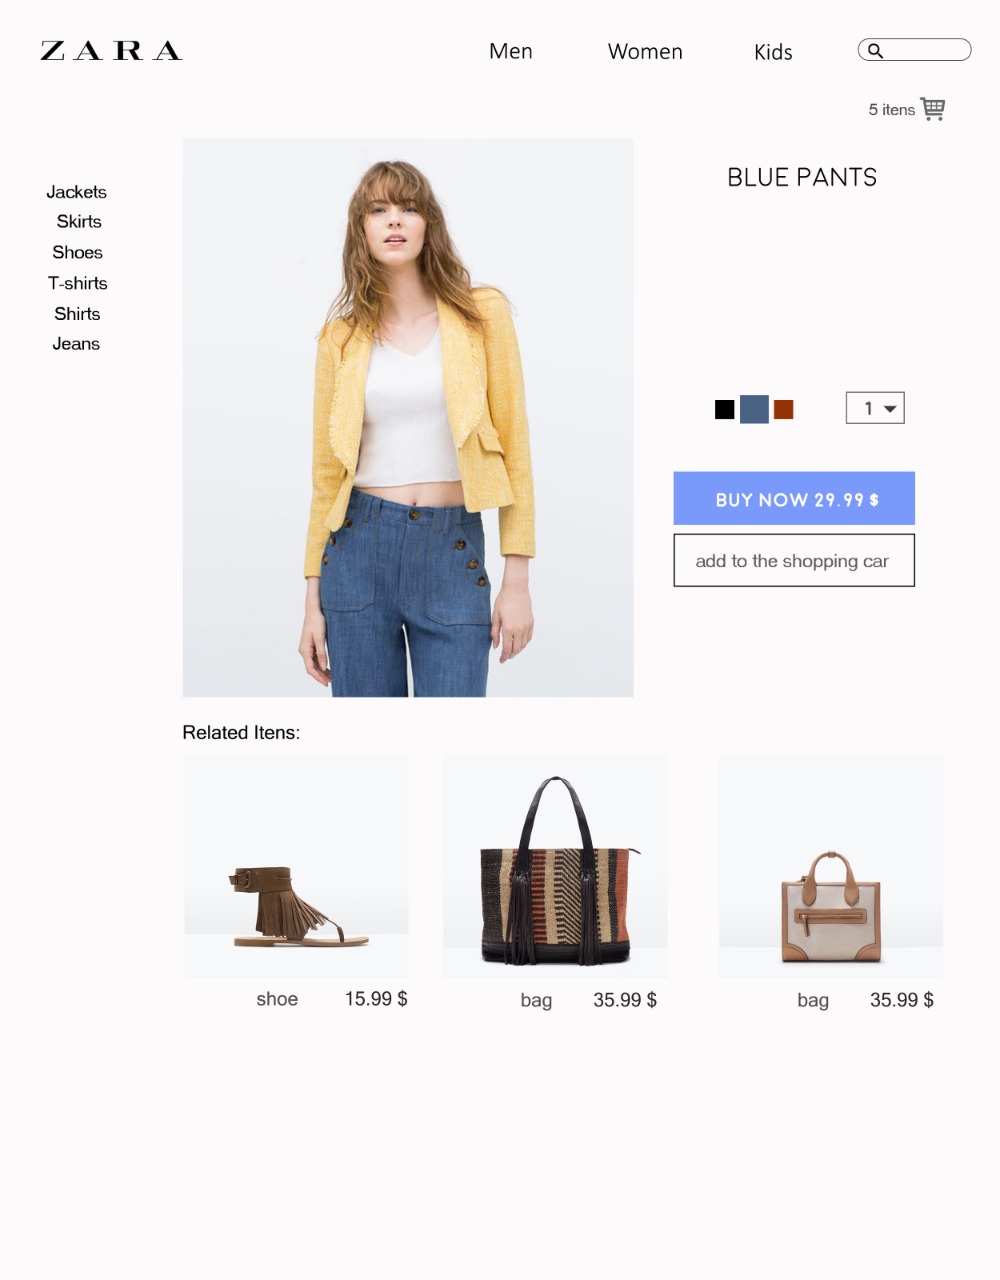 ZARA
Men
Women
Kids
5 itens
Jackets
Skirts
Shoes
T-shirts
Shirts
Jeans
BLUE PANTS
1
BUY NOW 29.99 $
add to the shopping car
Related Itens:
shoe 15.99 $
bag 35.99 $
bag 35.99 $